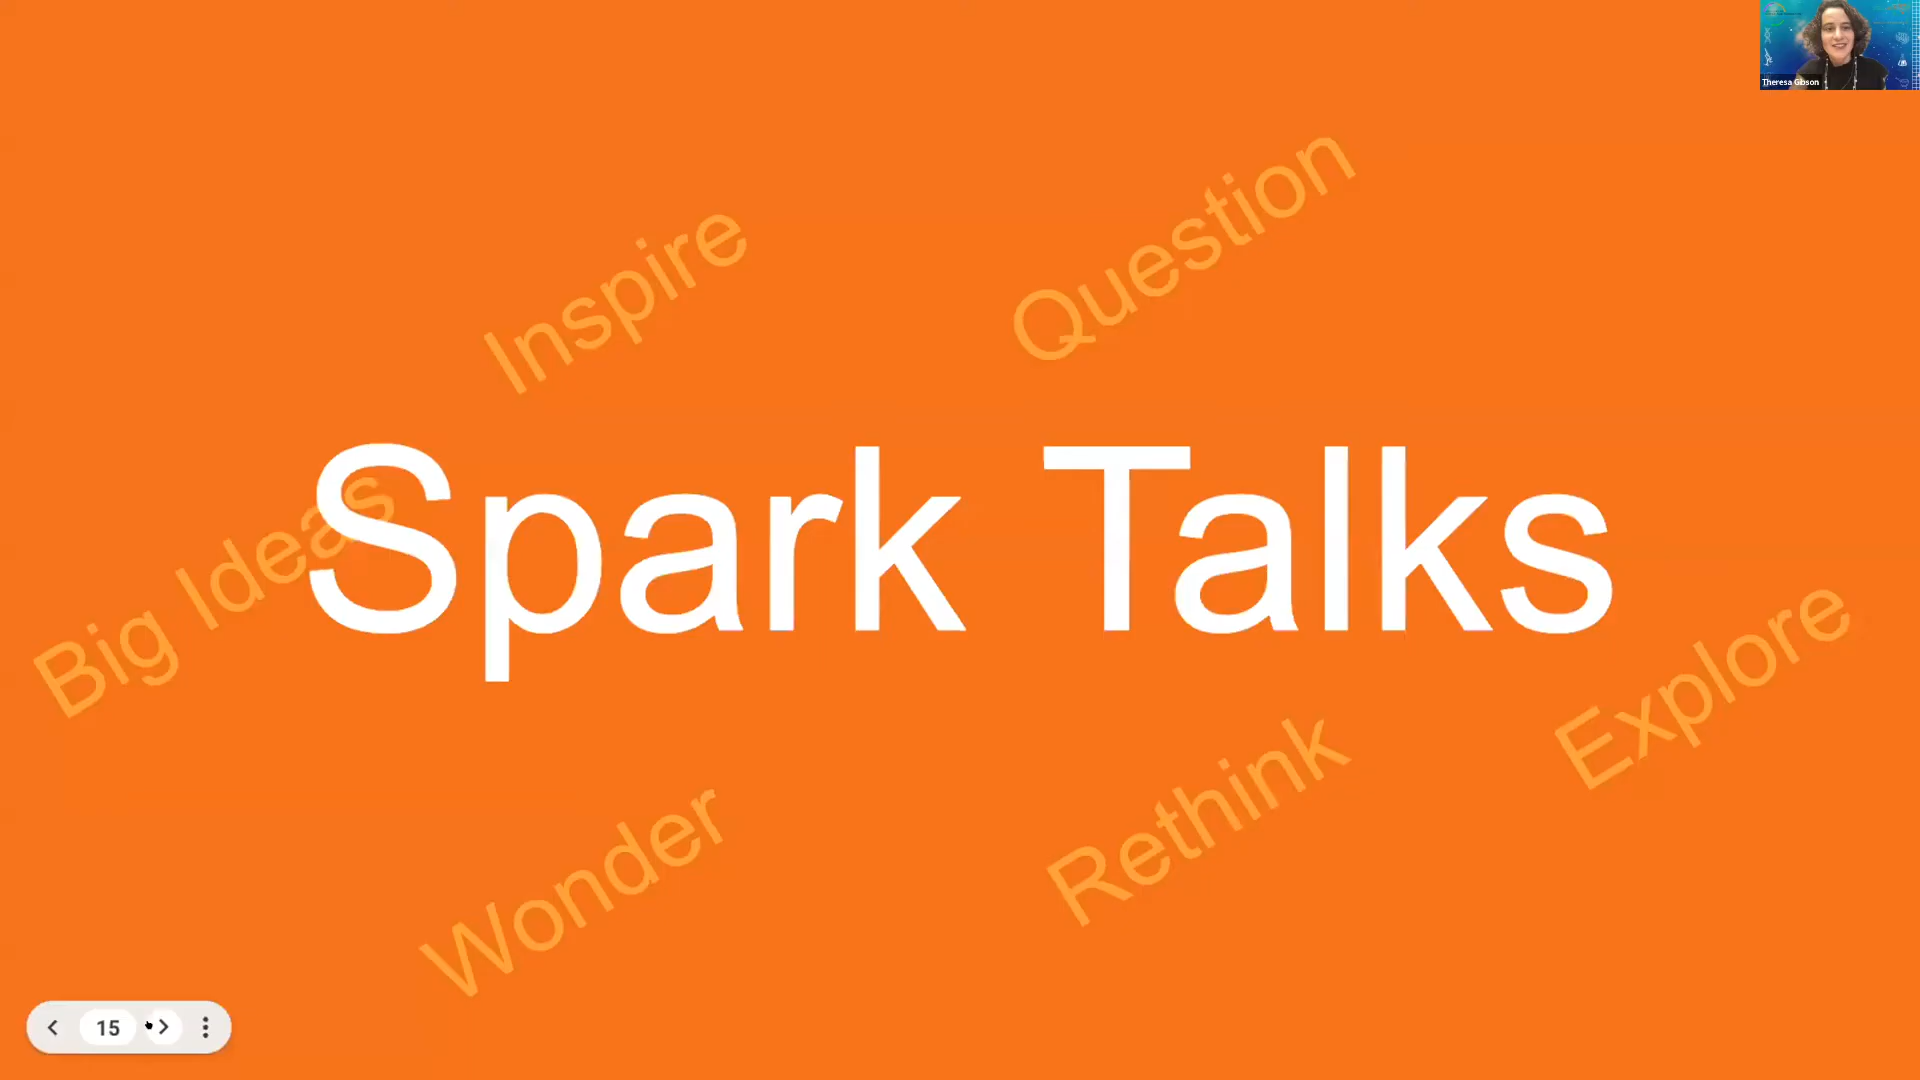 Theresa Gibson
Inspire
Question
Spark Talks
Big Ideas
Explore
Rethink
Wonder
15